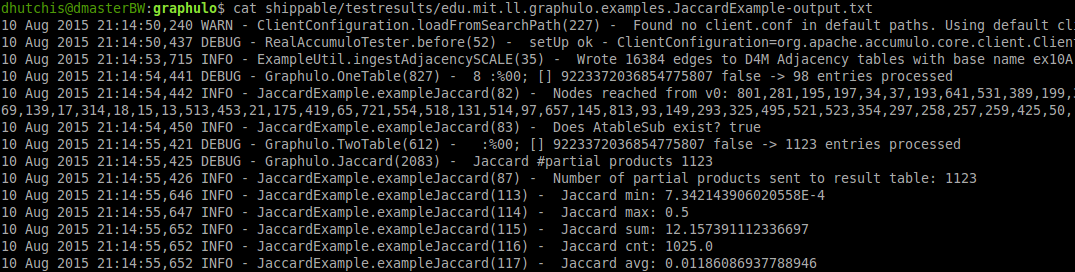 dhutchis@dmasterBW:graphulo$ cat shippable/testresults/edu.mit.ll.graphulo.examples.JaccardExample-output.txt
10 Aug 2015 21:14:50,240 WARN - ClientConfiguration.loadFromSearchPath(227) -  Found no client.conf in default paths. Using default cli
10 Aug 2015 21:14:50,437 DEBUG - RealAccumuloTester.before(52) -  setUp ok - ClientConfiguration=org.apache.accumulo.core.client.Client
10 Aug 2015 21:14:53,715 INFO - ExampleUtil.ingestAdjacencySCALE(35) -  Wrote 16384 edges to D4M Adjacency tables with base name ex10A
10 Aug 2015 21:14:54,441 DEBUG - Graphulo.OneTable(827) -  8 :%00; [] 9223372036854775807 false -> 98 entries processed
10 Aug 2015 21:14:54,442 INFO - JaccardExample.exampleJaccard(82) -  Nodes reached from v0: 801,281,195,197,34,37,193,641,531,389,199,3
69,139,17,314,18,15,13,513,453,21,175,419,65,721,554,518,131,514,97,657,145,813,93,149,293,325,495,521,523,354,297,258,257,259,425,50,
10 Aug 2015 21:14:54,450 INFO - JaccardExample.exampleJaccard(83) -  Does AtableSub exist? true
10 Aug 2015 21:14:55,421 DEBUG - Graphulo.TwoTable(612) -   :%00; [] 9223372036854775807 false -> 1123 entries processed
10 Aug 2015 21:14:55,425 DEBUG - Graphulo.Jaccard(2083) -  Jaccard #partial products 1123
10 Aug 2015 21:14:55,426 INFO - JaccardExample.exampleJaccard(87) -  Number of partial products sent to result table: 1123
10 Aug 2015 21:14:55,646 INFO - JaccardExample.exampleJaccard(113) -  Jaccard min: 7.342143906020558E-4
10 Aug 2015 21:14:55,647 INFO - JaccardExample.exampleJaccard(114) -  Jaccard max: 0.5
10 Aug 2015 21:14:55,652 INFO - JaccardExample.exampleJaccard(115) -  Jaccard sum: 12.157391112336697
10 Aug 2015 21:14:55,652 INFO - JaccardExample.exampleJaccard(116) -  Jaccard cnt: 1025.0
10 Aug 2015 21:14:55,652 INFO - JaccardExample.exampleJaccard(117) -  Jaccard avg: 0.01186086937788946